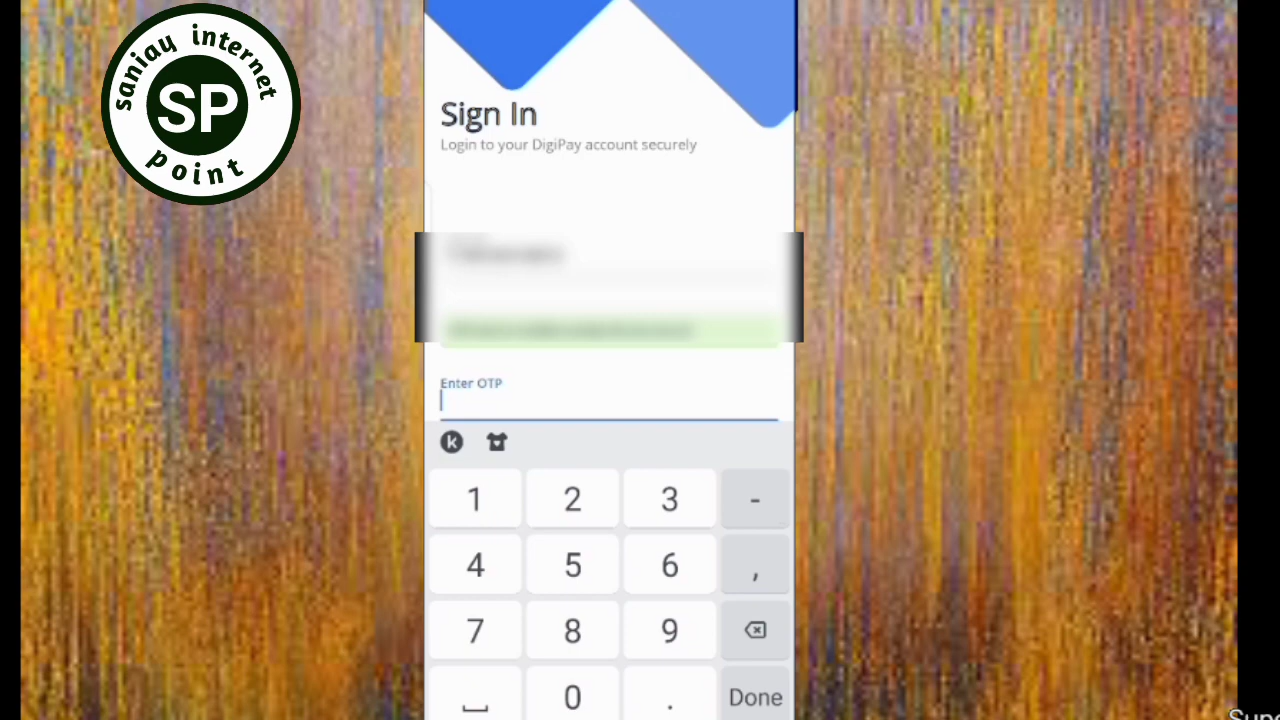 saniay internet
SP
point
Sign In
Login to your DigiPay account securely
Enter OTP
1 2 3 -
4 5 6 ,
7 8 9
0 .
Done